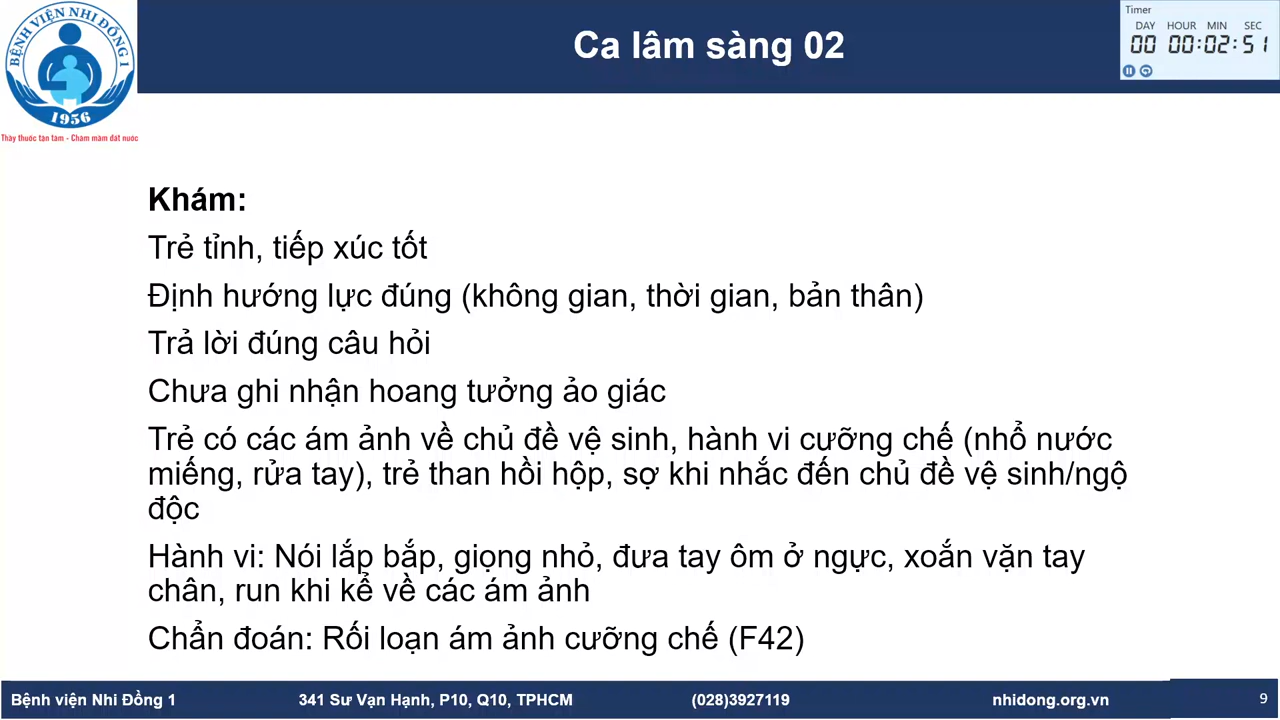 BỆNH VIỆN NHI ĐỒNG 1
1956
Thầy thuốc tận tâm - Chăm mầm đất nước
Ca lâm sàng 02
Timer
DAY HOUR MIN SEC
00 00:02:51
Khám:
Trẻ tỉnh, tiếp xúc tốt
Định hướng lực đúng (không gian, thời gian, bản thân)
Trả lời đúng câu hỏi
Chưa ghi nhận hoang tưởng ảo giác
Trẻ có các ám ảnh về chủ đề vệ sinh, hành vi cưỡng chế (nhổ nước
miếng, rửa tay), trẻ than hồi hộp, sợ khi nhắc đến chủ đề vệ sinh/ngộ
độc
Hành vi: Nói lắp bắp, giọng nhỏ, đưa tay ôm ở ngực, xoắn vặn tay
chân, run khi kể về các ám ảnh
Chẩn đoán: Rối loạn ám ảnh cưỡng chế (F42)
Bệnh viện Nhi Đồng 1 341 Sư Vạn Hạnh, P10, Q10, TPHCM (028)3927119 nhidong.org.vn 9